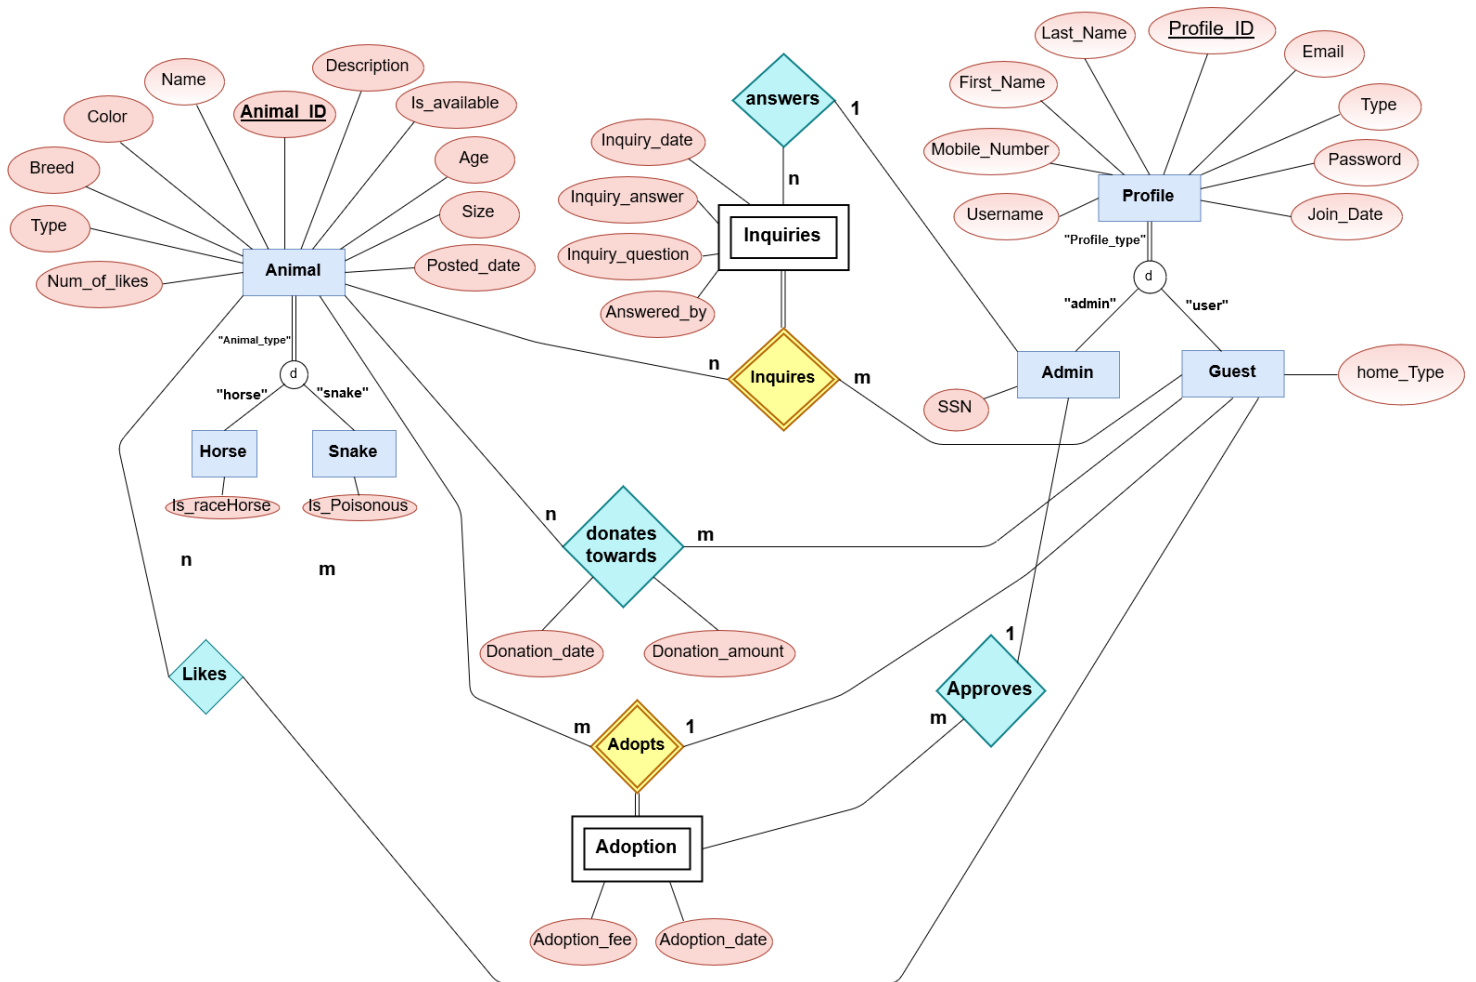 Last_Name
Profile_ID
Email
Description
Name
First_Name
answers
1
Is_available
Animal_ID
Type
Color
Inquiry_date
Mobile_Number
Age
Password
Breed
n
Inquiry_answer
Profile
Size
Username
Join_Date
Type
Inquiries
"Profile_type"
Inquiry_question
Posted_date
Animal
d
Num_of_likes
"admin"
"user"
Answered_by
"Animal_type"
n
Inquires
m
Admin
Guest
home_Type
d
"horse"
"snake"
SSN
Horse
Snake
Is_raceHorse
Is_Poisonous
n
donates
towards
m
n
m
1
Donation_date
Donation_amount
Likes
Approves
m
m
1
Adopts
Adoption
Adoption_fee
Adoption_date